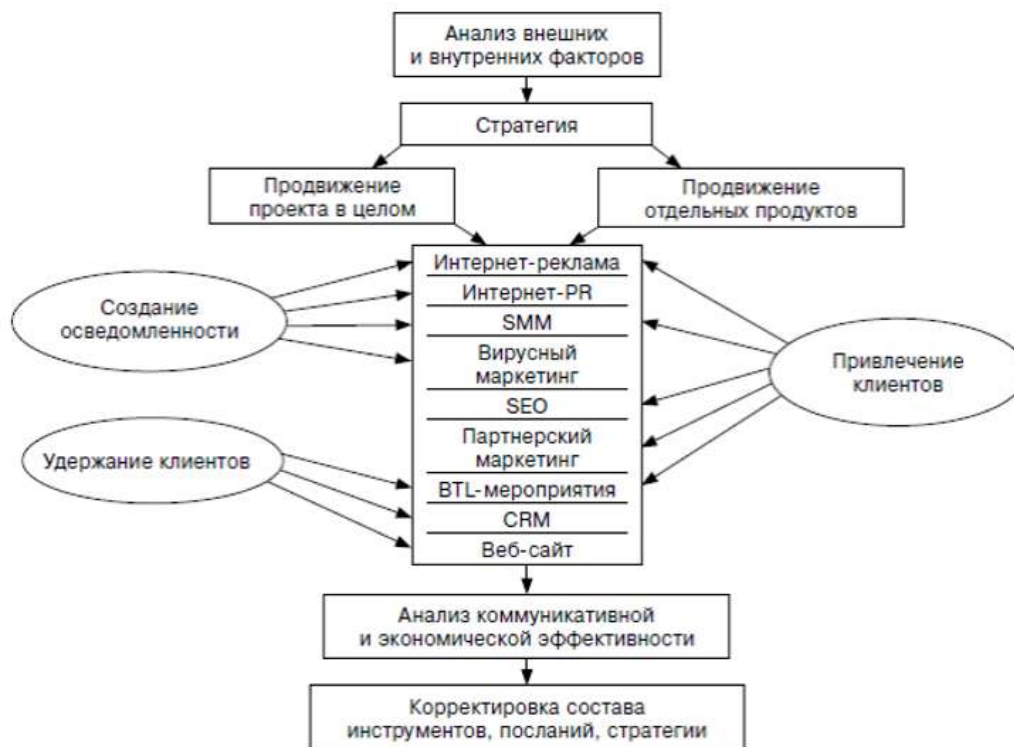 Анализ внешних
и внутренних факторов
Стратегия
Продвижение
проекта в целом
Продвижение
отдельных продуктов
Интернет-реклама
Интернет-PR
SMM
Вирусный
маркетинг
SEO
Партнерский
маркетинг
BTL-мероприятия
CRM
Веб-сайт
Создание
осведомленности
Удержание клиентов
Привлечение
клиентов
Анализ коммуникативной
и экономической эффективности
Корректировка состава
инструментов, посланий, стратегии